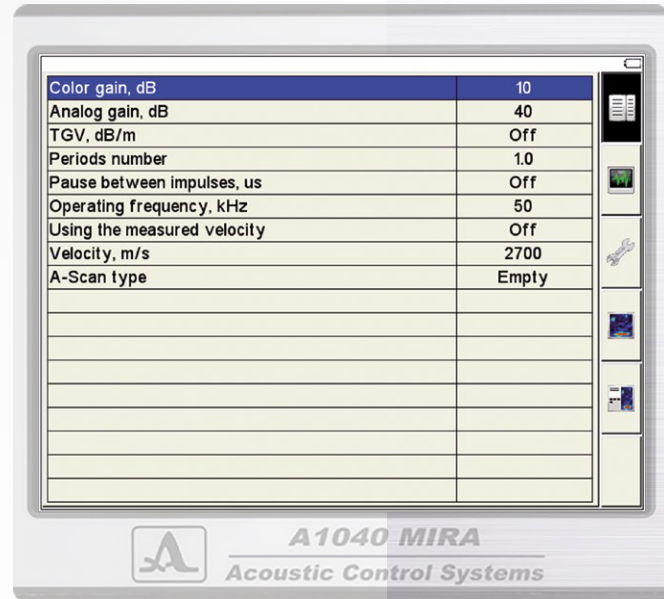 Color gain, dB 10
Analog gain, dB 40
TGV, dB/m Off
Periods number 1.0
Pause between impulses, us Off
Operating frequency, kHz 50
Using the measured velocity Off
Velocity, m/s 2700
A-Scan type Empty
A1040 MIRA
Acoustic Control Systems